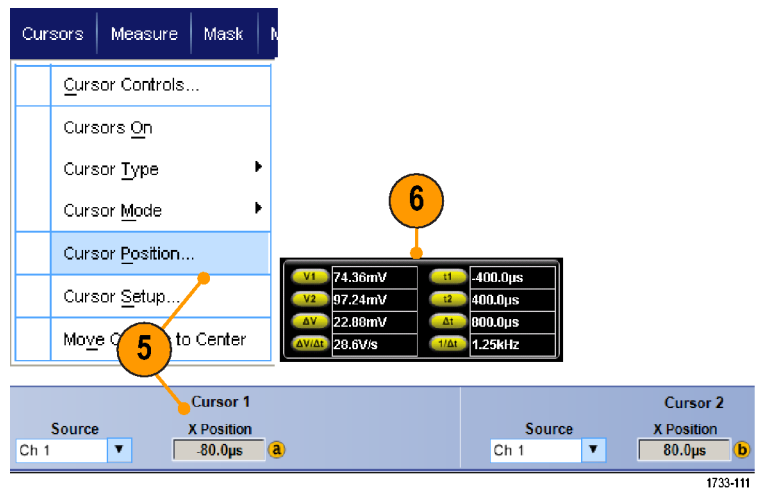 Cursors Measure Mask
Cursor Controls...
Cursors On
Cursor Type
Cursor Mode
Cursor Position...
Cursor Setup...
Move to Center
5
6
V1 74.36mV t1 -400.0µs
V2 97.24mV t2 400.0µs
ΔV 22.88mV Δt 800.0µs
ΔV/Δt 28.6V/s 1/Δt 1.25kHz
Cursor 1 Cursor 2
Source X Position Source X Position
Ch 1 -80.0µs a Ch 1 80.0µs b
1733-111